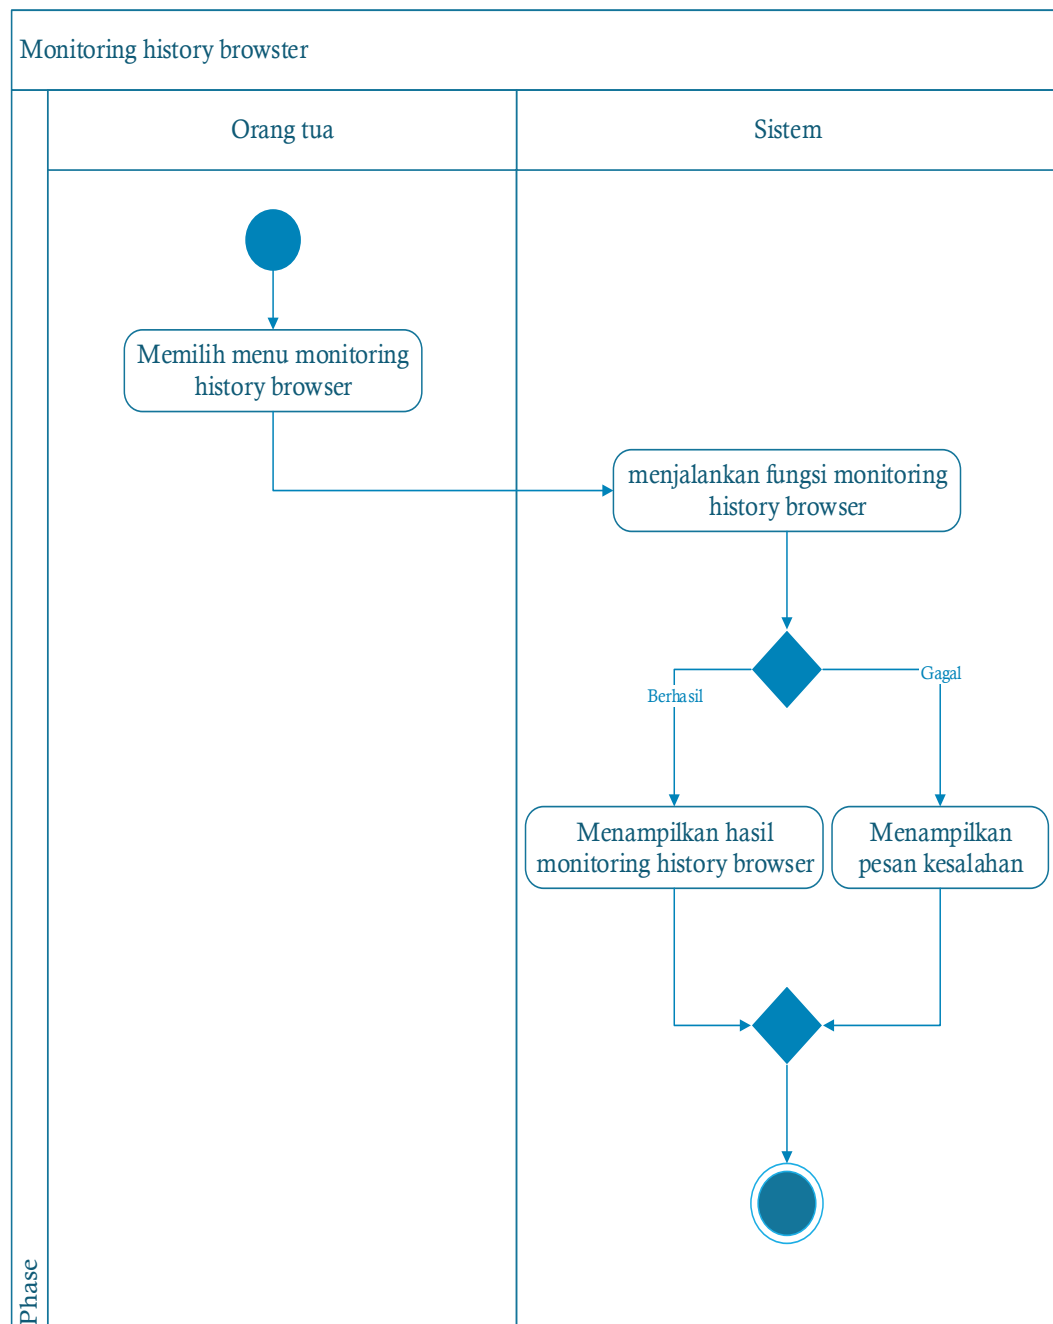 Monitoring history browster
Orang tua
Sistem
Memilih menu monitoring
history browser
menjalankan fungsi monitoring
history browser
Berhasil
Gagal
Menampilkan hasil
monitoring history browser
Menampilkan
pesan kesalahan
Phase